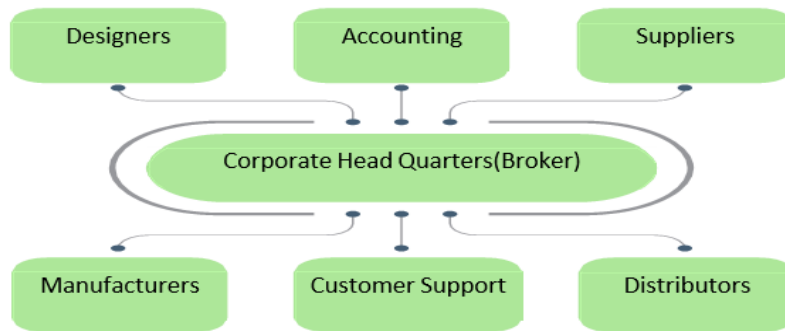 Designers
Accounting
Suppliers
Corporate Head Quarters(Broker)
Manufacturers
Customer Support
Distributors